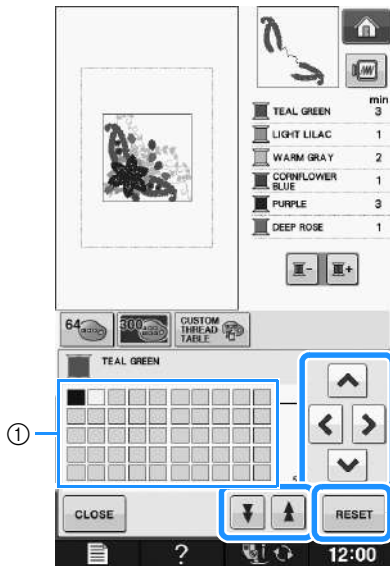 min
TEAL GREEN 3
LIGHT LILAC 1
WARM GRAY 2
CORNFLOWER
BLUE 1
PURPLE 3
DEEP ROSE 1
- +
64 300 CUSTOM
THREAD
TABLE
TEAL GREEN
①
CLOSE RESET
? 12:00